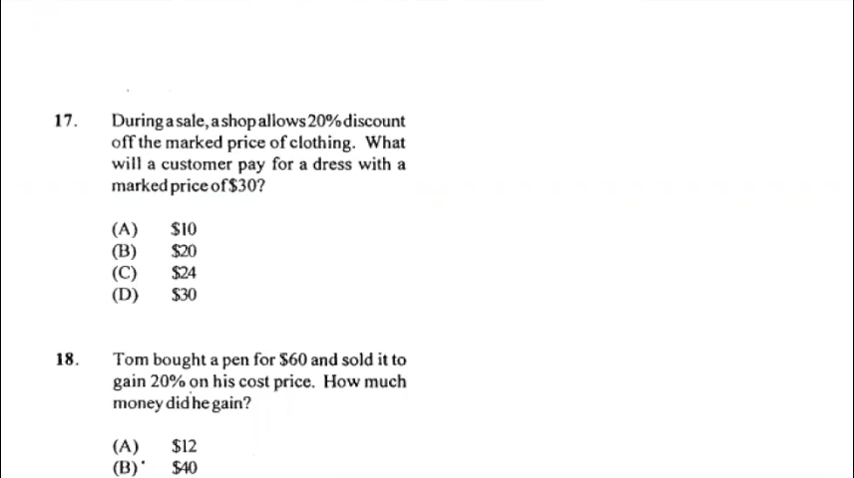 17. During a sale, a shop allows 20% discount
off the marked price of clothing. What
will a customer pay for a dress with a
marked price of $30?
(A) $10
(B) $20
(C) $24
(D) $30
18. Tom bought a pen for $60 and sold it to
gain 20% on his cost price. How much
money did he gain?
(A) $12
(B) $40